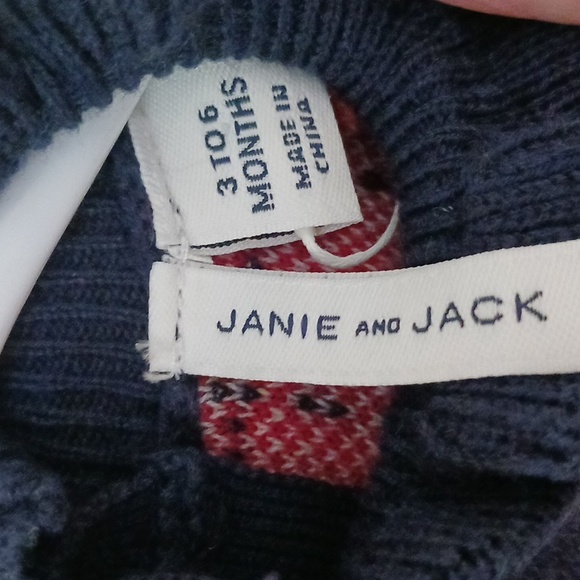 3 TO 6
MONTHS
MADE IN
CHINA
JANIE AND JACK